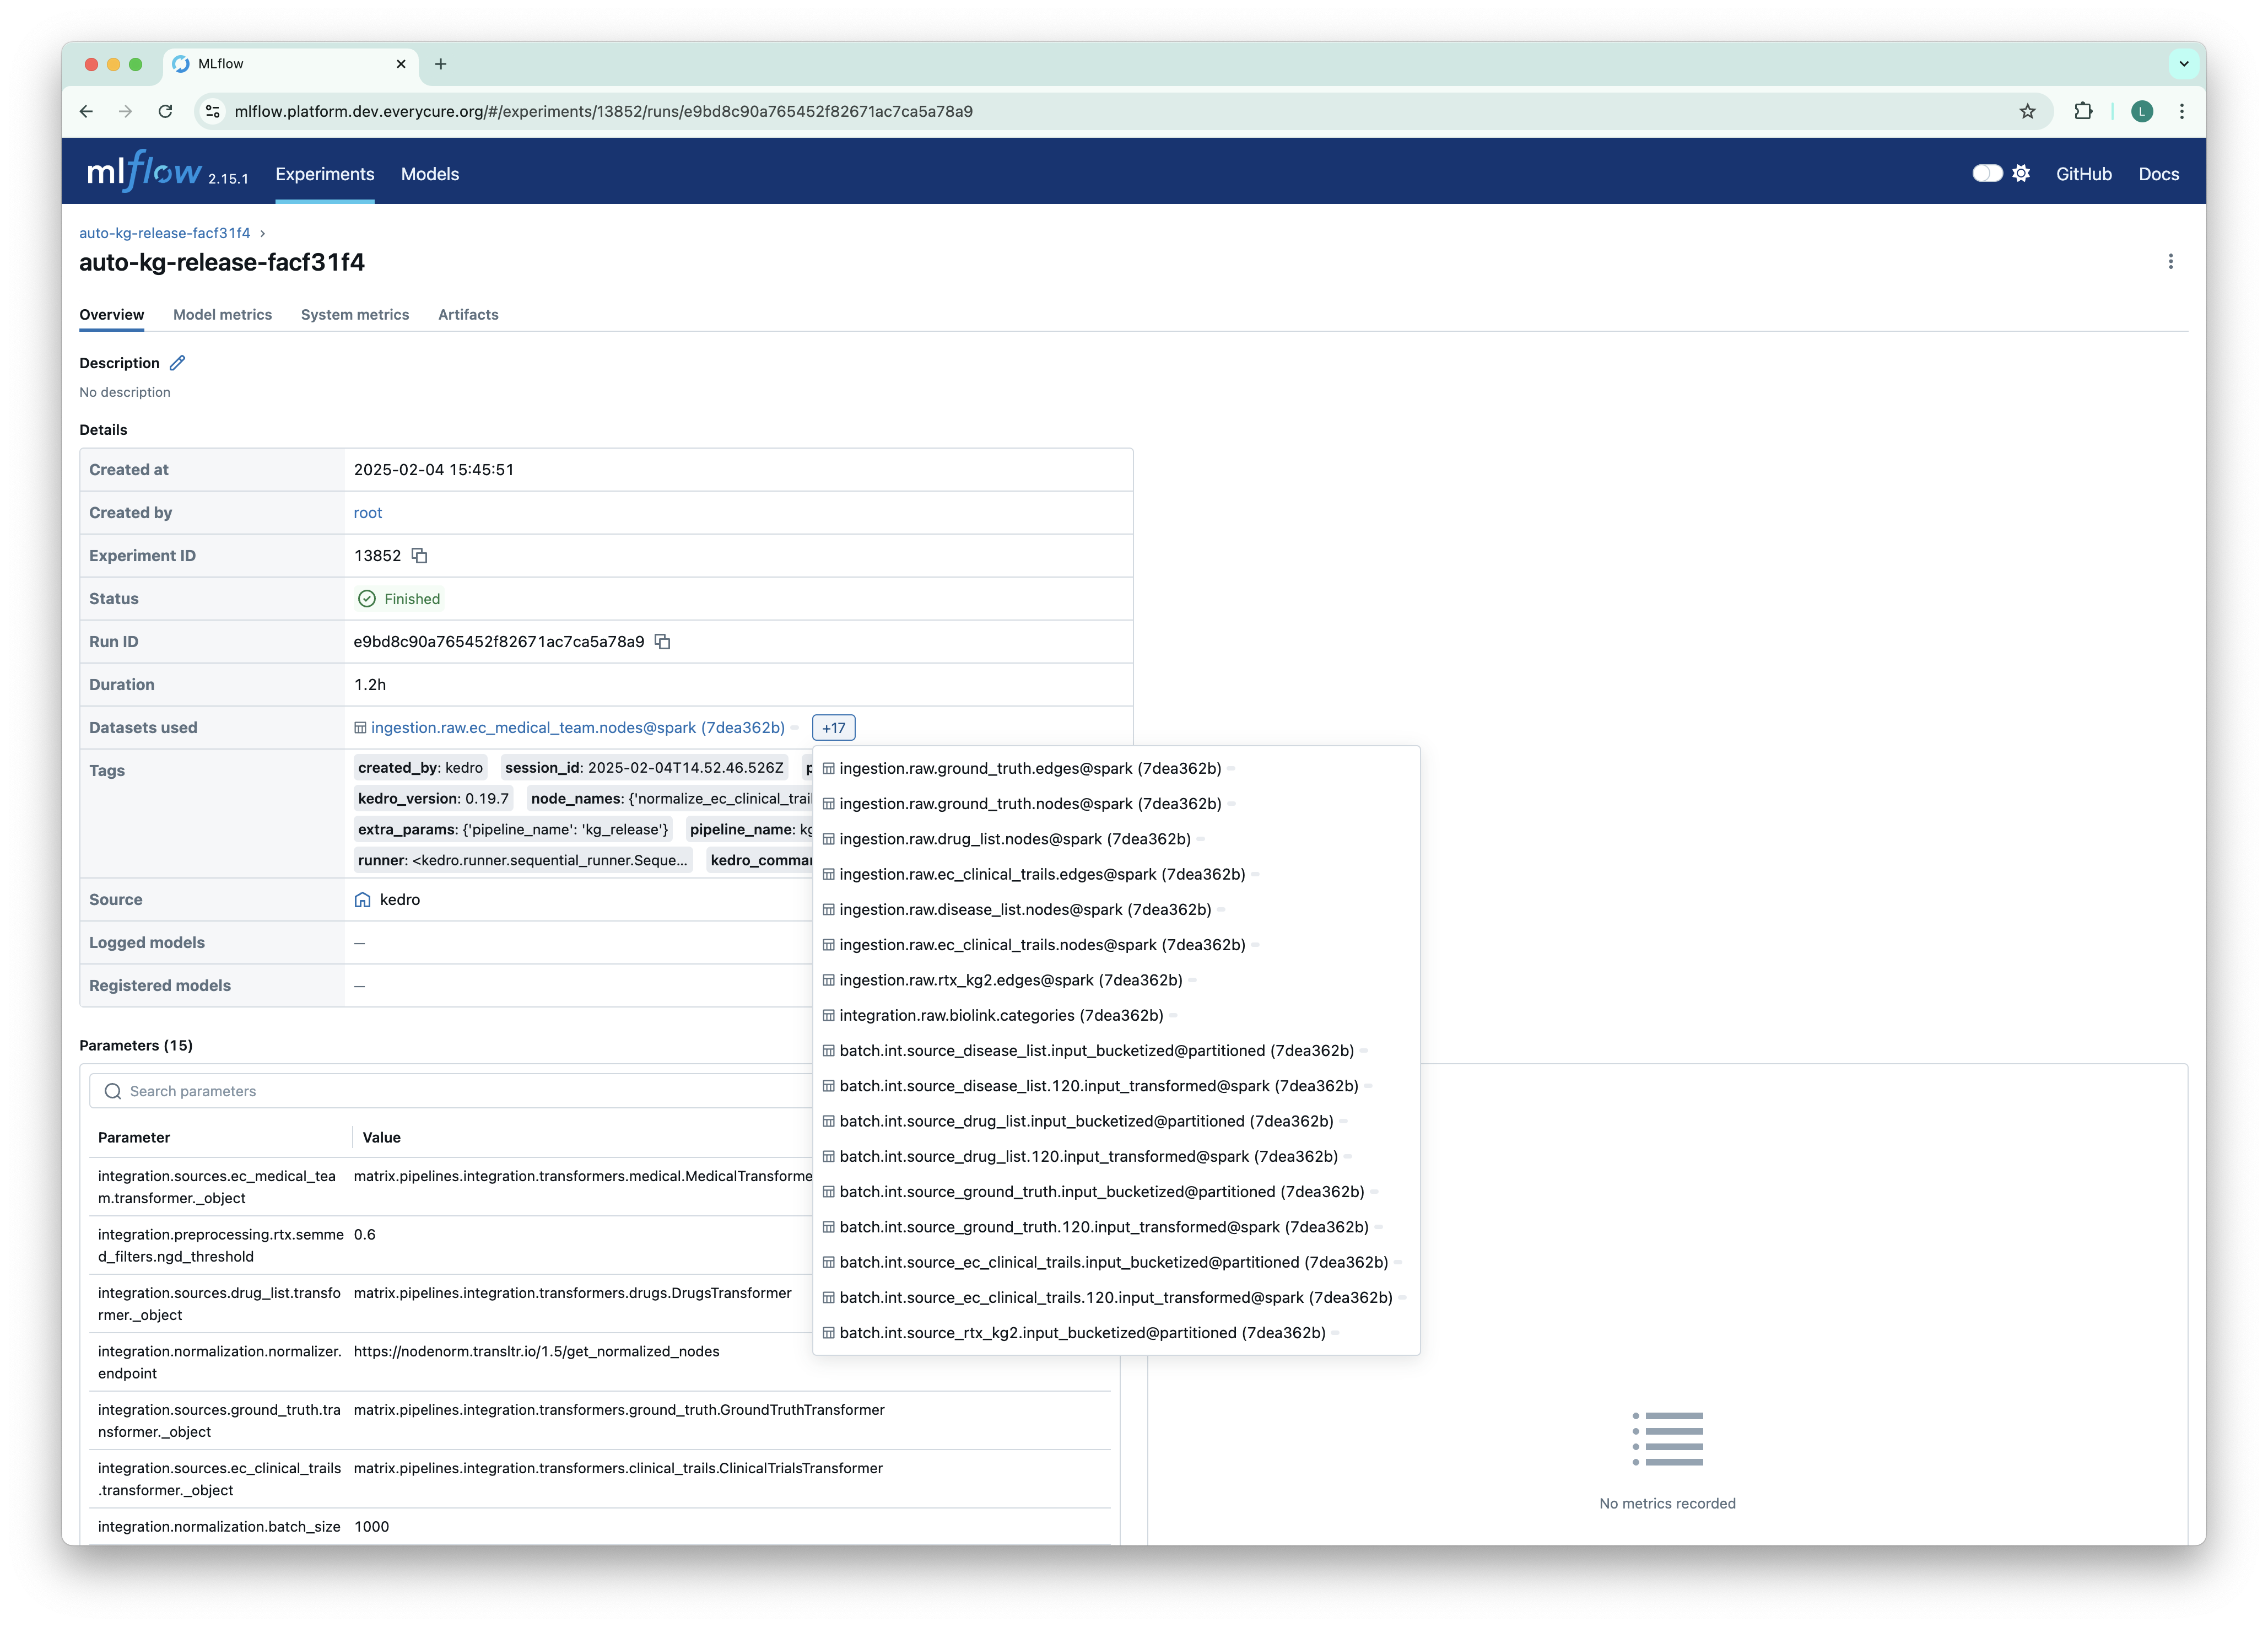 MLflow
mlflow.platform.dev.everycure.org/#/experiments/13852/runs/e9bd8c90a765452f82671ac7ca5a78a9
L
mlflow 2.15.1 Experiments Models GitHub Docs
auto-kg-release-facf31f4
auto-kg-release-facf31f4
Overview Model metrics System metrics Artifacts
Description
No description
Details
Created at 2025-02-04 15:45:51
Created by root
Experiment ID 13852
Status Finished
Run ID e9bd8c90a765452f82671ac7ca5a78a9
Duration 1.2h
Datasets used ingestion.raw.ec_medical_team.nodes@spark (7dea362b) +17
Tags created_by: kedro session_id: 2025-02-04T14.52.46.526Z
kedro_version: 0.19.7 node_names: {'normalize_ec_clinical_trail
extra_params: {'pipeline_name': 'kg_release'} pipeline_name: kg
runner: <kedro.runner.sequential_runner.Seque... kedro_comman
Source kedro
Logged models —
Registered models —
ingestion.raw.ground_truth.edges@spark (7dea362b)
ingestion.raw.ground_truth.nodes@spark (7dea362b)
ingestion.raw.drug_list.nodes@spark (7dea362b)
ingestion.raw.ec_clinical_trails.edges@spark (7dea362b)
ingestion.raw.disease_list.nodes@spark (7dea362b)
ingestion.raw.ec_clinical_trails.nodes@spark (7dea362b)
ingestion.raw.rtx_kg2.edges@spark (7dea362b)
integration.raw.biolink.categories (7dea362b)
batch.int.source_disease_list.input_bucketized@partitioned (7dea362b)
batch.int.source_disease_list.120.input_transformed@spark (7dea362b)
batch.int.source_drug_list.input_bucketized@partitioned (7dea362b)
batch.int.source_drug_list.120.input_transformed@spark (7dea362b)
batch.int.source_ground_truth.input_bucketized@partitioned (7dea362b)
batch.int.source_ground_truth.120.input_transformed@spark (7dea362b)
batch.int.source_ec_clinical_trails.input_bucketized@partitioned (7dea362b)
batch.int.source_ec_clinical_trails.120.input_transformed@spark (7dea362b)
batch.int.source_rtx_kg2.input_bucketized@partitioned (7dea362b)
Parameters (15)
Search parameters
Parameter Value
integration.sources.ec_medical_tea matrix.pipelines.integration.transformers.medical.MedicalTransforme
m.transformer._object
integration.preprocessing.rtx.semme 0.6
d_filters.ngd_threshold
integration.sources.drug_list.transfo matrix.pipelines.integration.transformers.drugs.DrugsTransformer
rmer._object
integration.normalization.normalizer. https://nodenorm.transltr.io/1.5/get_normalized_nodes
endpoint
integration.sources.ground_truth.tra matrix.pipelines.integration.transformers.ground_truth.GroundTruthTransformer
nsformer._object
integration.sources.ec_clinical_trails matrix.pipelines.integration.transformers.clinical_trails.ClinicalTrialsTransformer
.transformer._object
integration.normalization.batch_size 1000
No metrics recorded